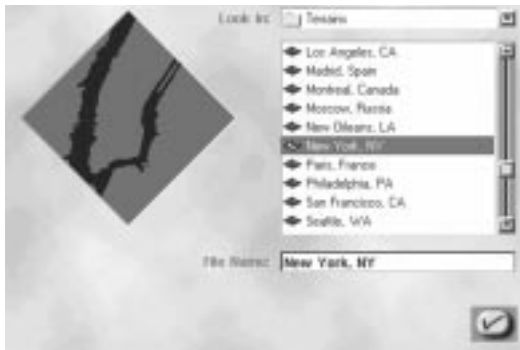 Look In: Terrains
Los Angeles, CA
Madrid, Spain
Montreal, Canada
Moscow, Russia
New Orleans, LA
New York, NY
Paris, France
Philadelphia, PA
San Francisco, CA
Seattle, WA
File Name: New York, NY